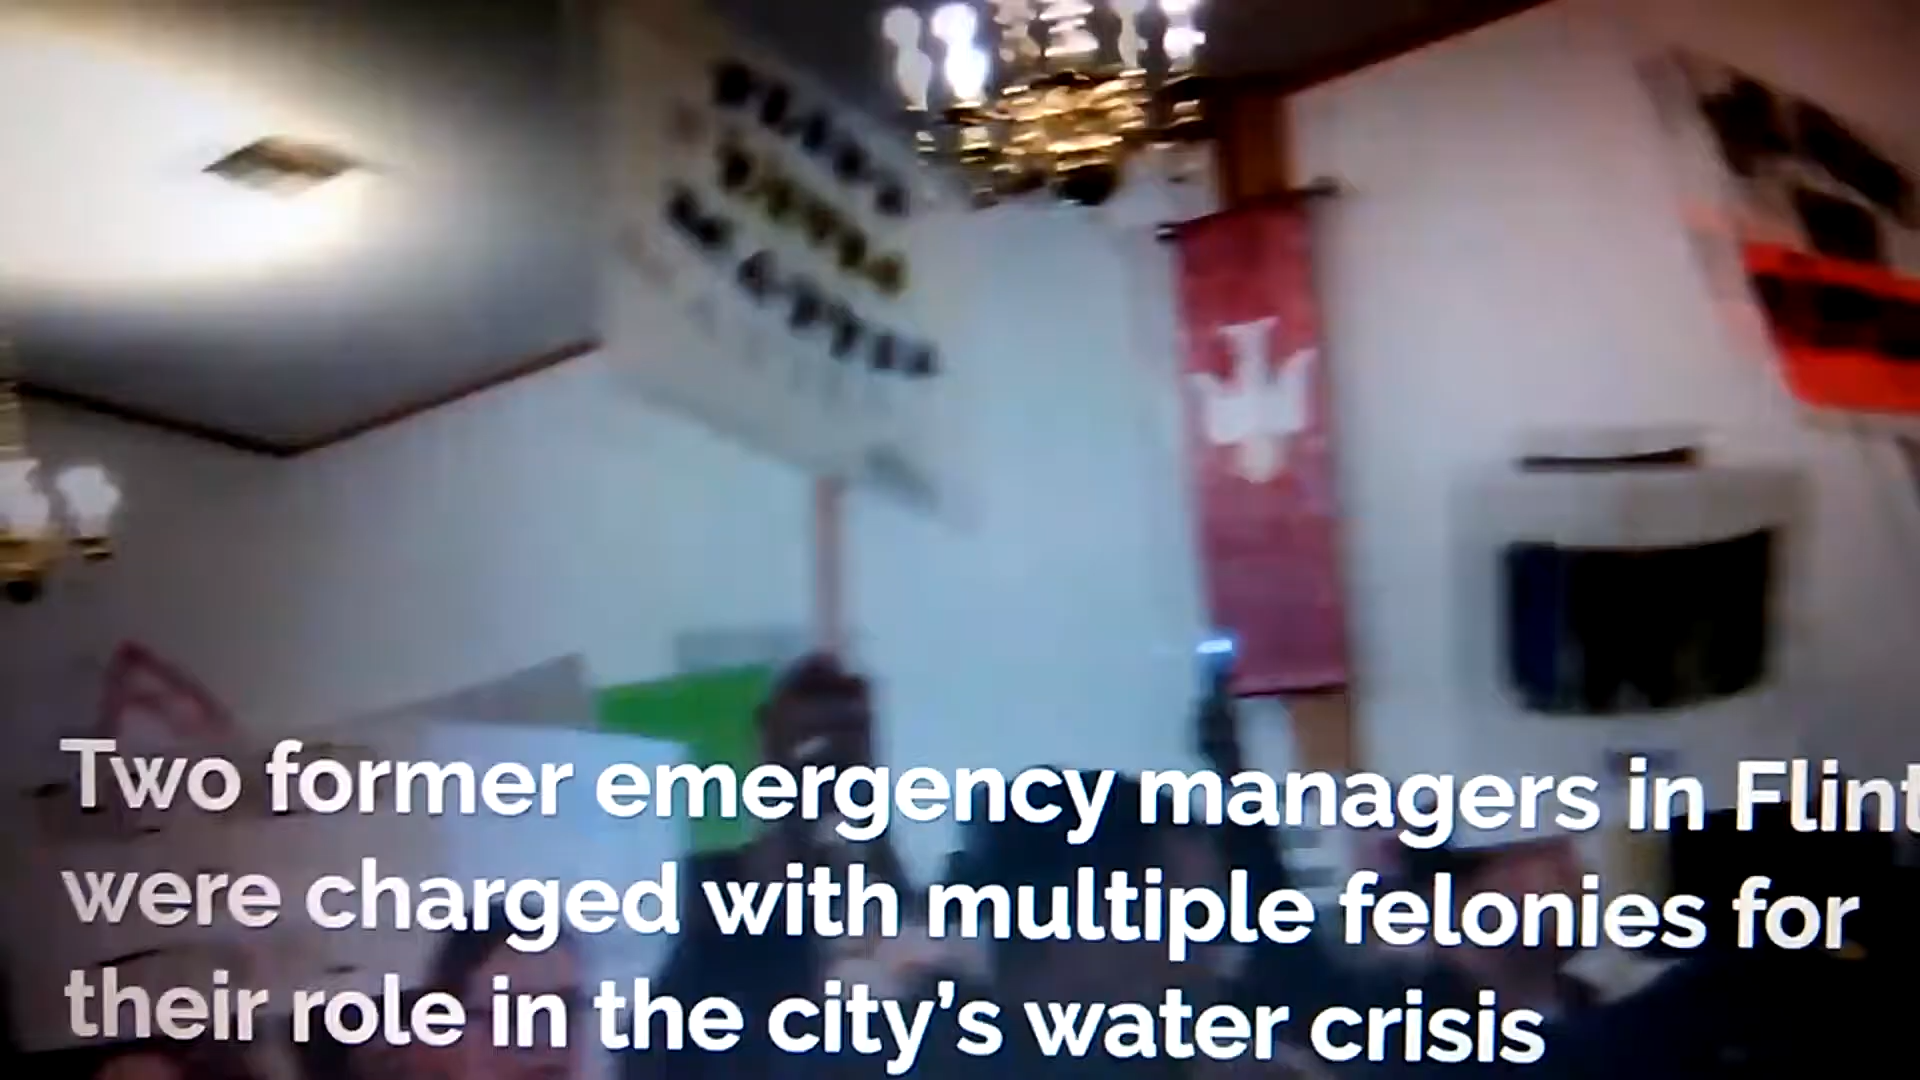 Two former emergency managers in Flint
were charged with multiple felonies for
their role in the city's water crisis